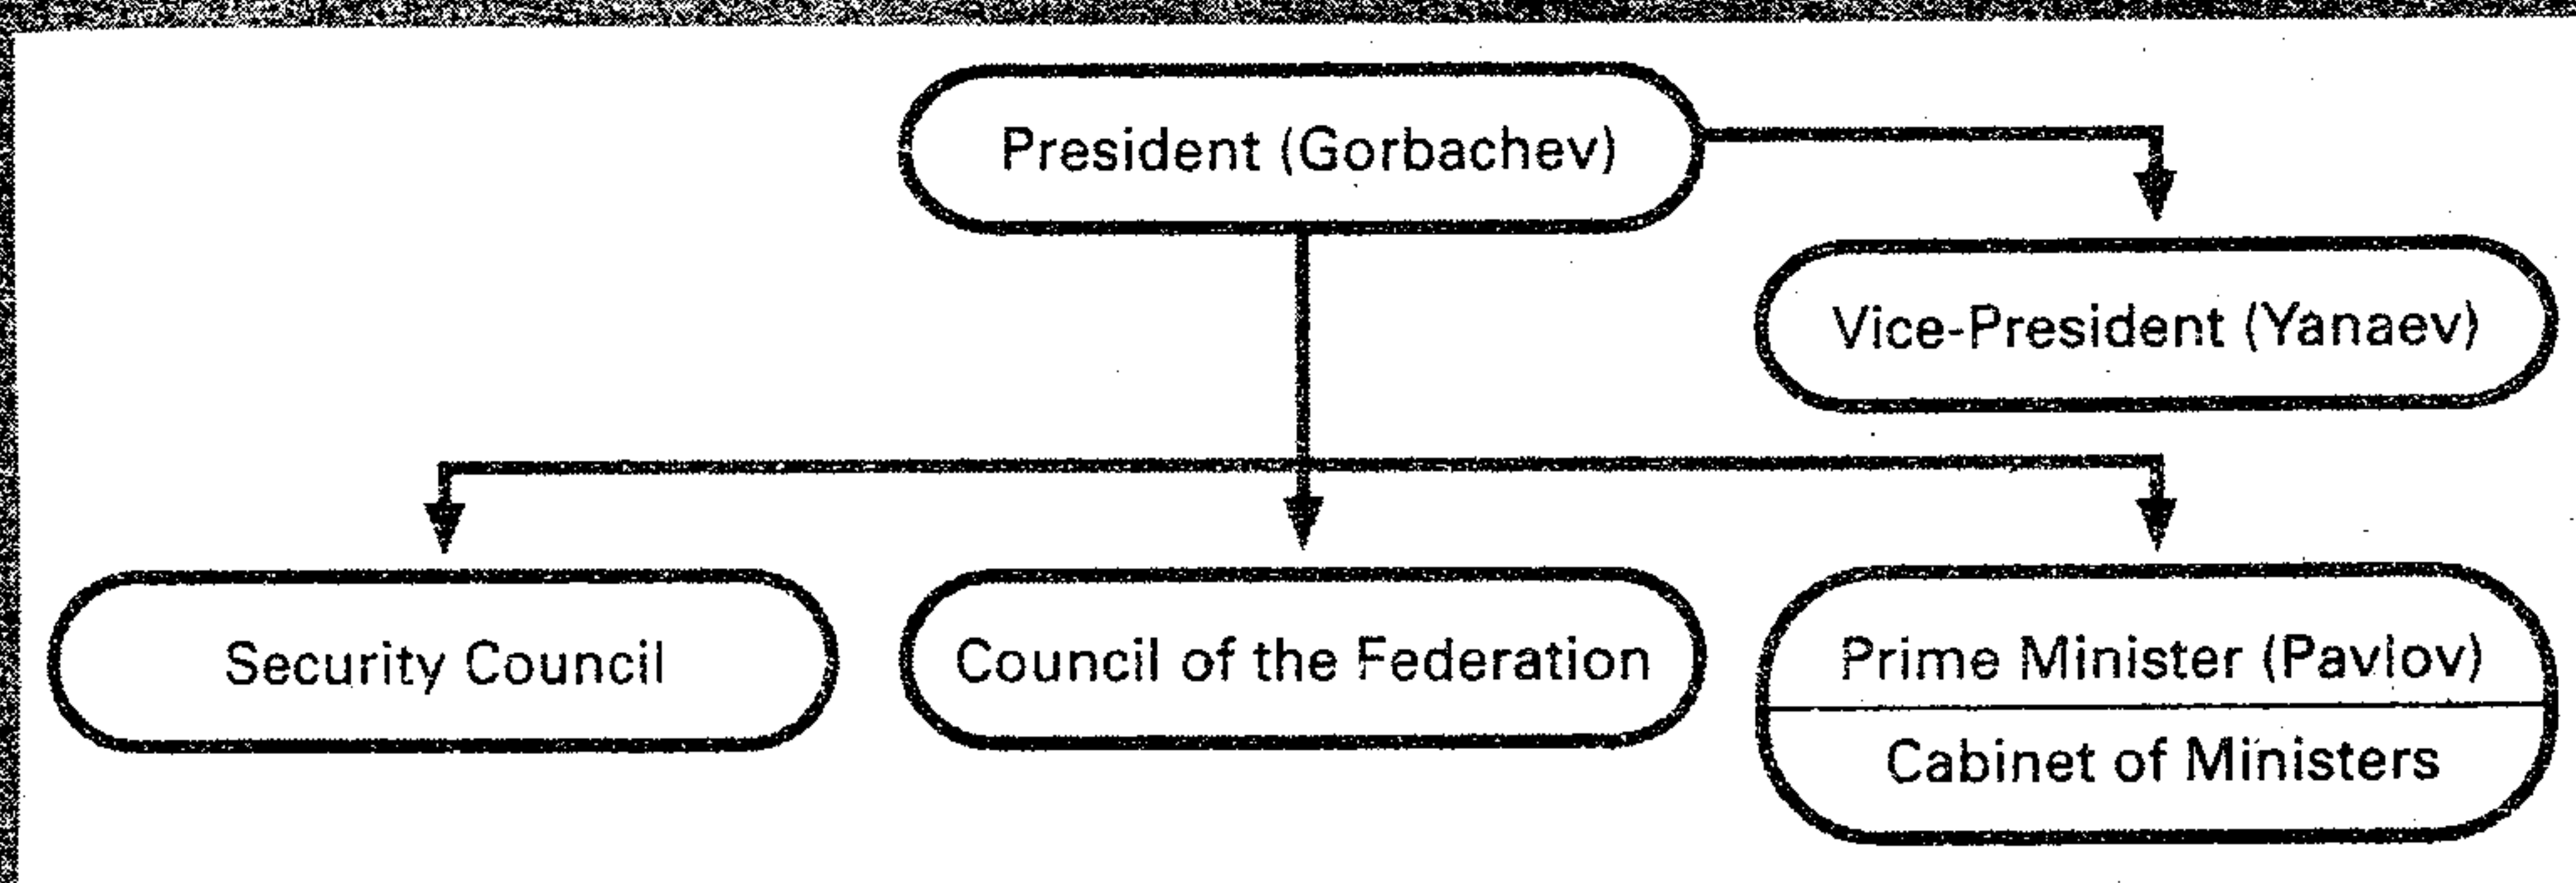 President (Gorbachev)
Vice-President (Yanaev)
Security Council
Council of the Federation
Prime Minister (Pavlov)
Cabinet of Ministers